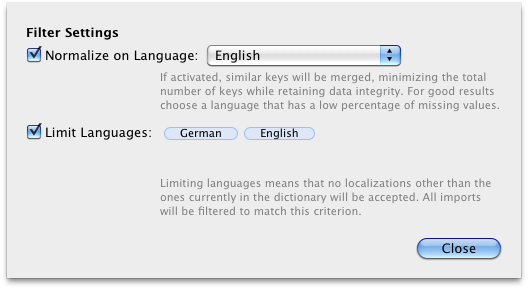 Filter Settings
Normalize on Language: English
If activated, similar keys will be merged, minimizing the total
number of keys while retaining data integrity. For good results
choose a language that has a low percentage of missing values.
Limit Languages: German English
Limiting languages means that no localizations other than the
ones currently in the dictionary will be accepted. All imports
will be filtered to match this criterion.
Close